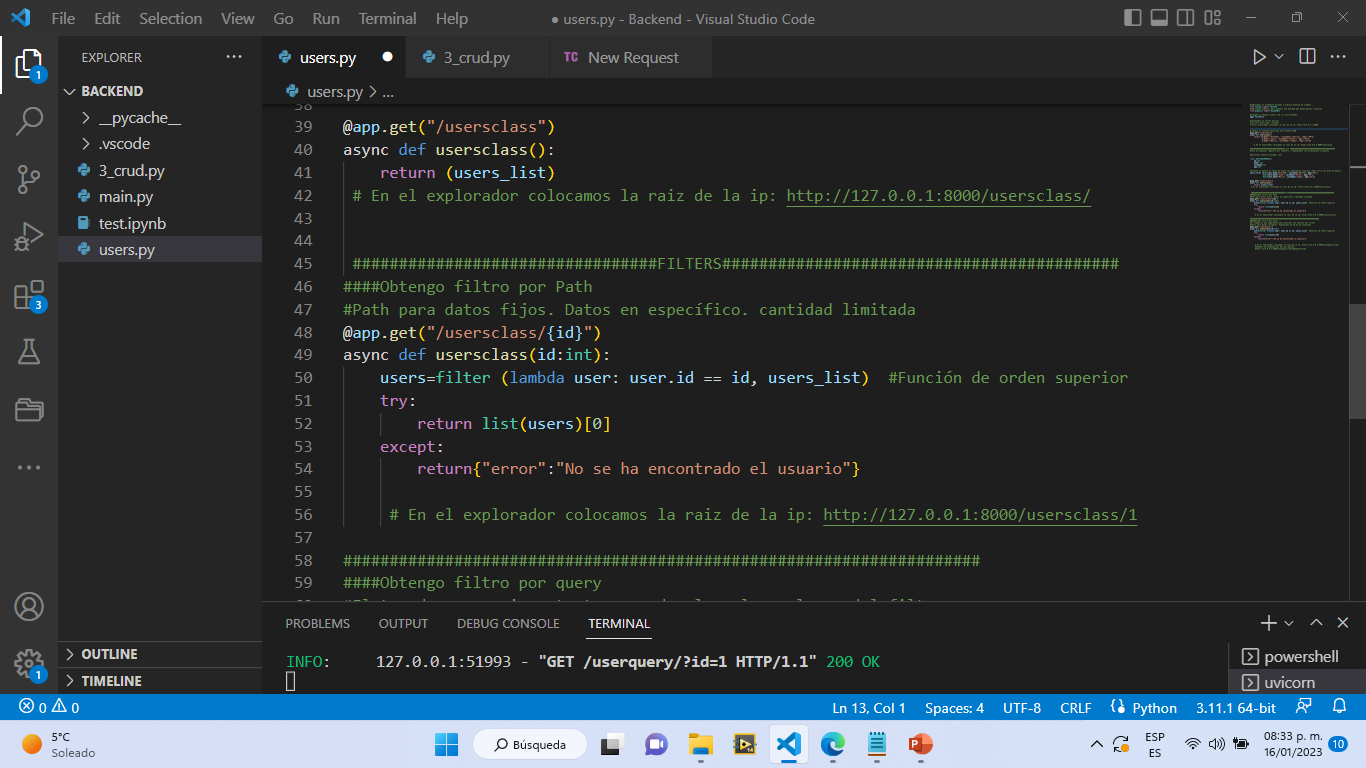 File Edit Selection View Go Run Terminal Help
● users.py - Backend - Visual Studio Code
EXPLORER ...
users.py ●
3_crud.py
TC New Request
users.py > ...
BACKEND
__pycache__
.vscode
3_crud.py
main.py
test.ipynb
users.py
OUTLINE
TIMELINE
1
3
1
38
39 @app.get("/usersclass")
40 async def usersclass():
41     return (users_list)
42  # En el explorador colocamos la raiz de la ip: http://127.0.0.1:8000/usersclass/
43
44
45  #################################FILTERS###########################################
46 ####Obtengo filtro por Path
47 #Path para datos fijos. Datos en específico. cantidad limitada
48 @app.get("/usersclass/{id}")
49 async def usersclass(id:int):
50     users=filter (lambda user: user.id == id, users_list)  #Función de orden superior
51     try:
52         return list(users)[0]
53     except:
54         return{"error":"No se ha encontrado el usuario"}
55
56      # En el explorador colocamos la raiz de la ip: http://127.0.0.1:8000/usersclass/1
57
58 #####################################################################
59 ####Obtengo filtro por query
PROBLEMS OUTPUT DEBUG CONSOLE TERMINAL
INFO:     127.0.0.1:51993 - "GET /userquery/?id=1 HTTP/1.1" 200 OK
powershell
uvicorn
0 0
Ln 13, Col 1 Spaces: 4 UTF-8 CRLF Python 3.11.1 64-bit
5°C
Soleado
Búsqueda
ESP
ES
08:33 p. m.
16/01/2023
10